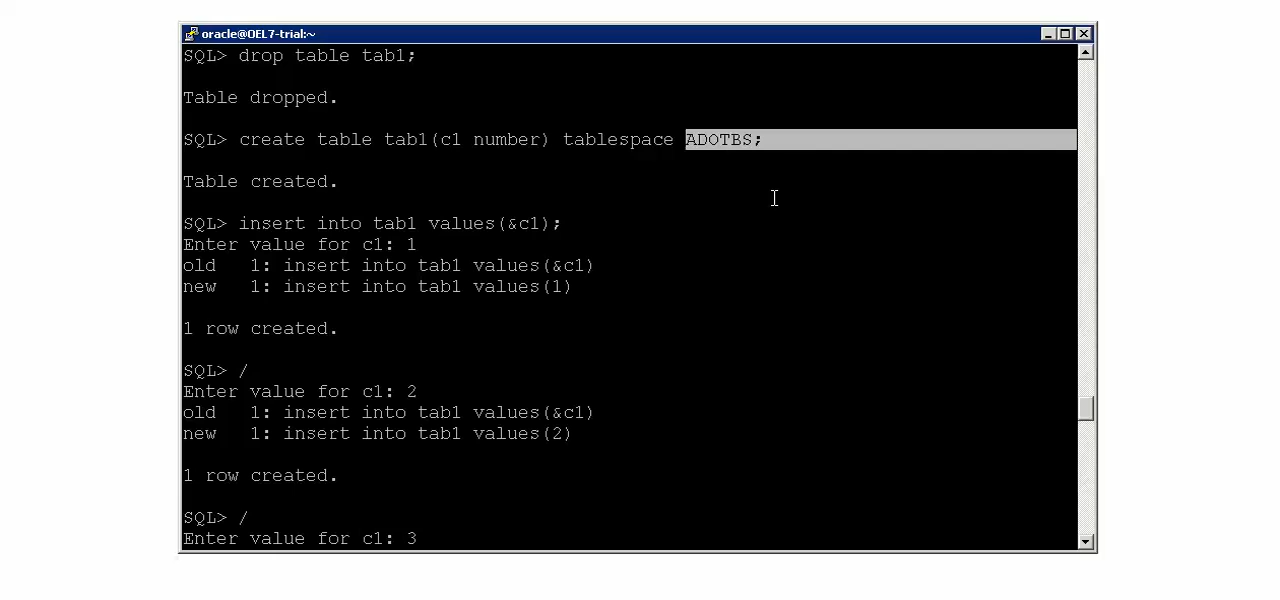 oracle@OEL7-trial:~
SQL> drop table tab1;
Table dropped.
SQL> create table tab1(c1 number) tablespace ADOTBS;
Table created.
SQL> insert into tab1 values(&c1);
Enter value for c1: 1
old   1: insert into tab1 values(&c1)
new   1: insert into tab1 values(1)
1 row created.
SQL> /
Enter value for c1: 2
old   1: insert into tab1 values(&c1)
new   1: insert into tab1 values(2)
1 row created.
SQL> /
Enter value for c1: 3